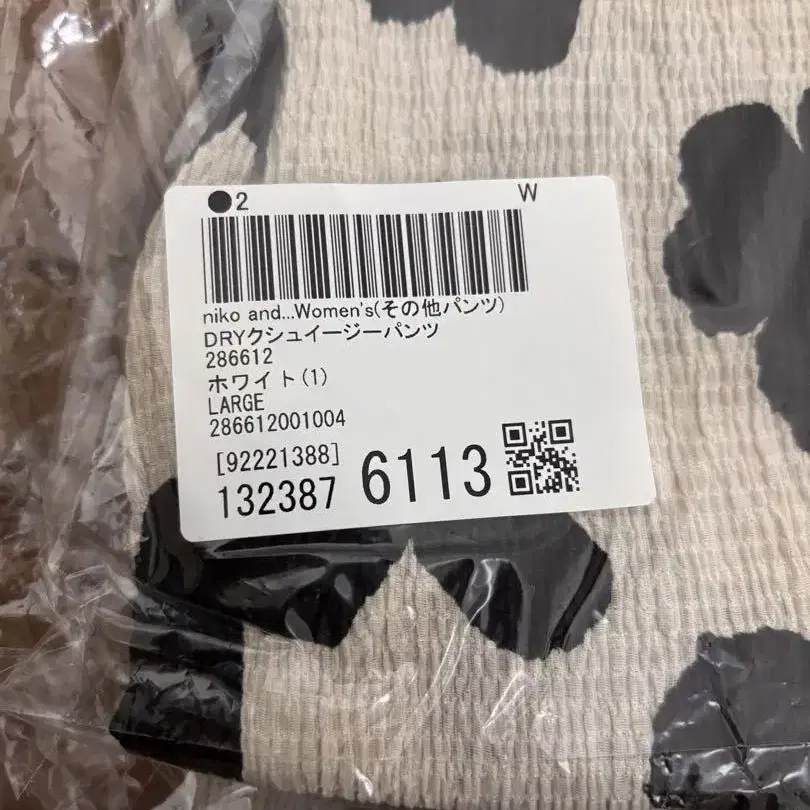 ●2 W
niko and...Women's(その他パンツ)
DRYクシュイージーパンツ
286612
ホワイト(1)
LARGE
286612001004
[92221388]
132387 6113